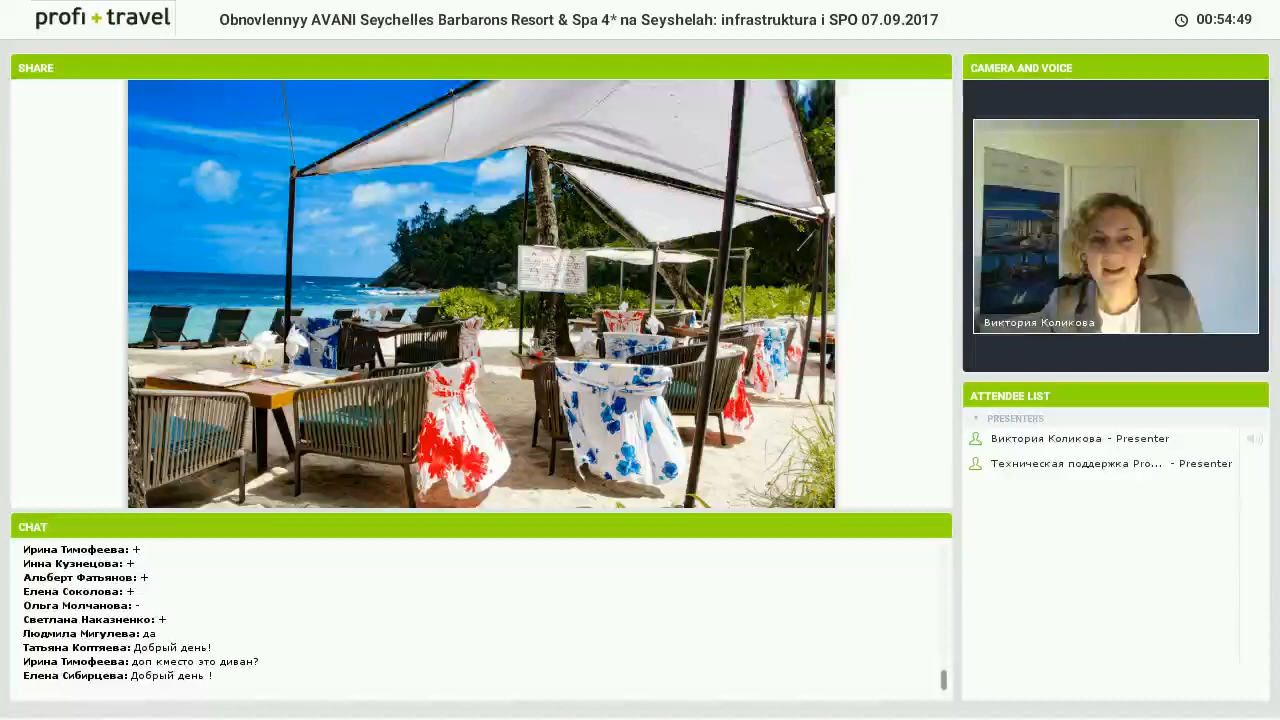 profi + travel
Obnovlennyy AVANI Seychelles Barbarons Resort & Spa 4* na Seyshelah: infrastruktura i SPO 07.09.2017
00:54:49
SHARE
CAMERA AND VOICE
Виктория Коликова
ATTENDEE LIST
PRESENTERS
Виктория Коликова - Presenter
Техническая поддержка Pro... - Presenter
CHAT
Ирина Тимофеева: +
Инна Кузнецова: +
Альберт Фатьянов: +
Елена Соколова: +
Ольга Молчанова: -
Светлана Наказненко: +
Людмила Мигулева: да
Татьяна Коптяева: Добрый день!
Ирина Тимофеева: доп кместо это диван?
Елена Сибирцева: Добрый день !